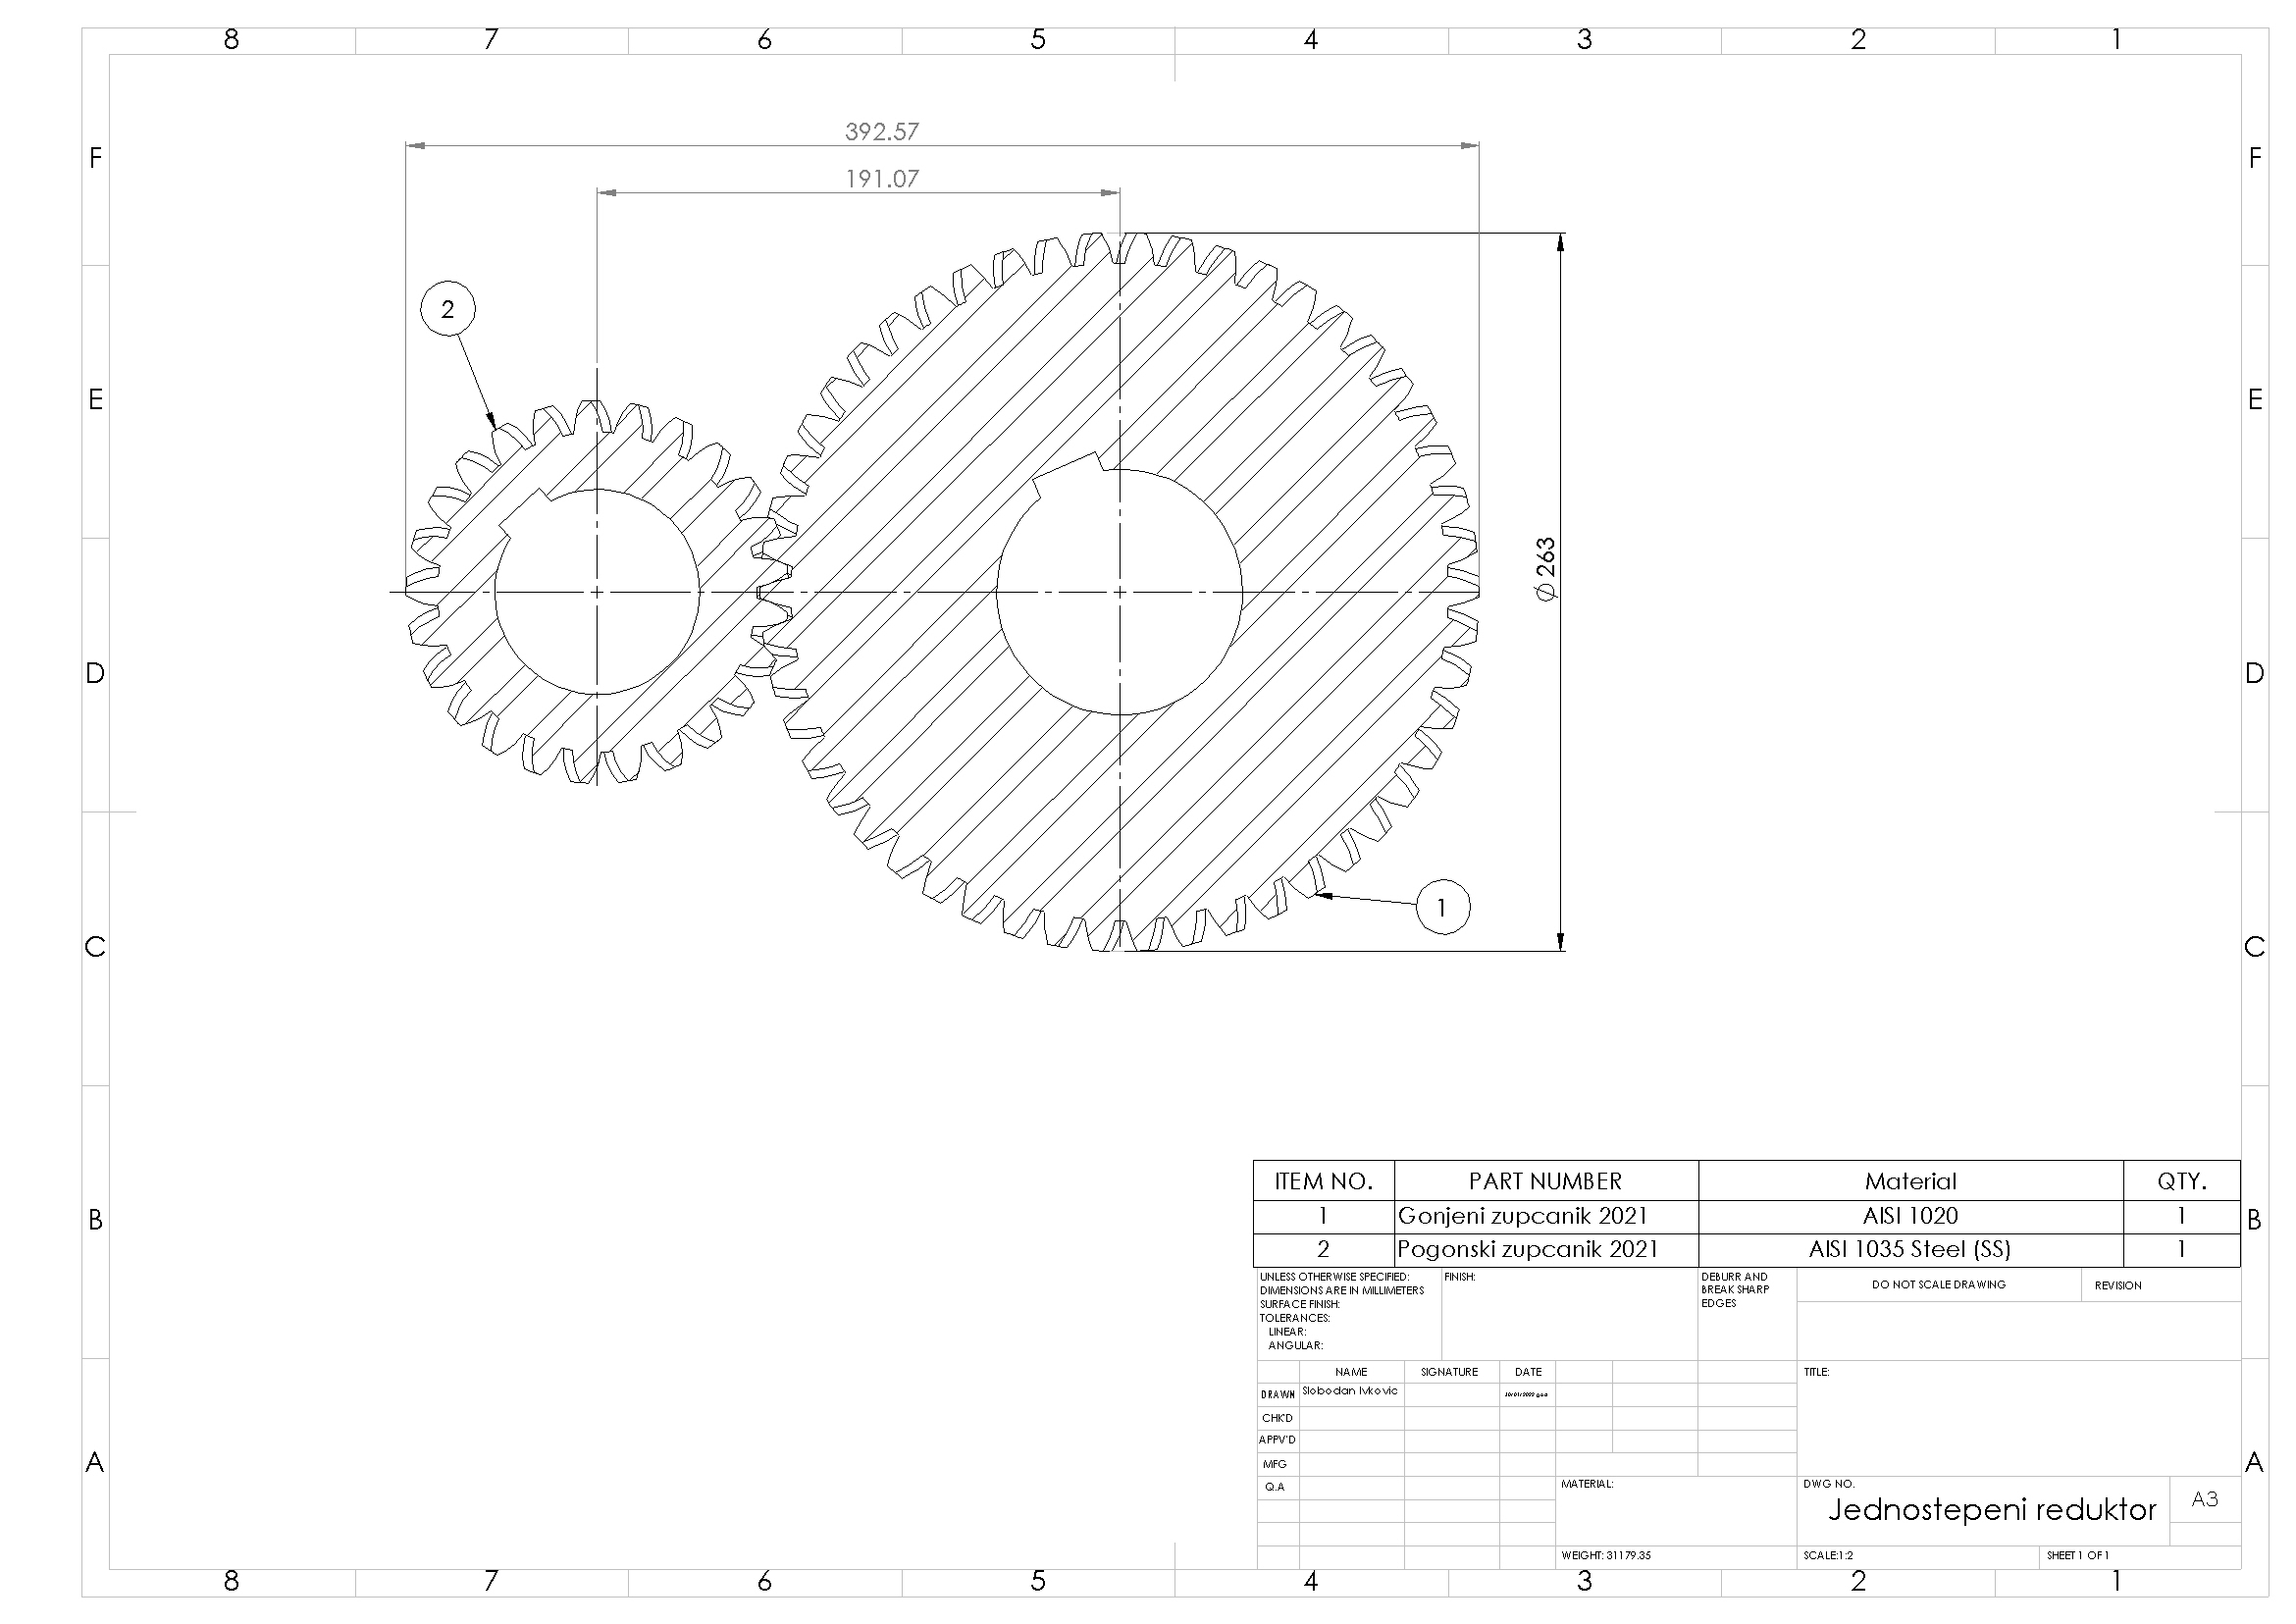 8 7 6 5 4 3 2 1
392.57
F F
191.07
2
E E
⌀263
D D
1
C C
ITEM NO. PART NUMBER Material QTY.
1 Gonjeni zupcanik 2021 AISI 1020 1
B B
2 Pogonski zupcanik 2021 AISI 1035 Steel (SS) 1
UNLESS OTHERWISE SPECIFIED:
DIMENSIONS ARE IN MILLIMETERS
SURFACE FINISH:
TOLERANCES:
LINEAR:
ANGULAR:
FINISH:
DEBURR AND
BREAK SHARP
EDGES
DO NOT SCALE DRAWING
REVISION
NAME SIGNATURE DATE
TITLE:
DRAWN Slobodan Ivkovic
CHK'D
APPV'D
MFG
A A
Q.A
MATERIAL:
DWG NO.
Jednostepeni reduktor
A3
WEIGHT: 31179.35
SCALE:1:2
SHEET 1 OF 1
8 7 6 5 4 3 2 1